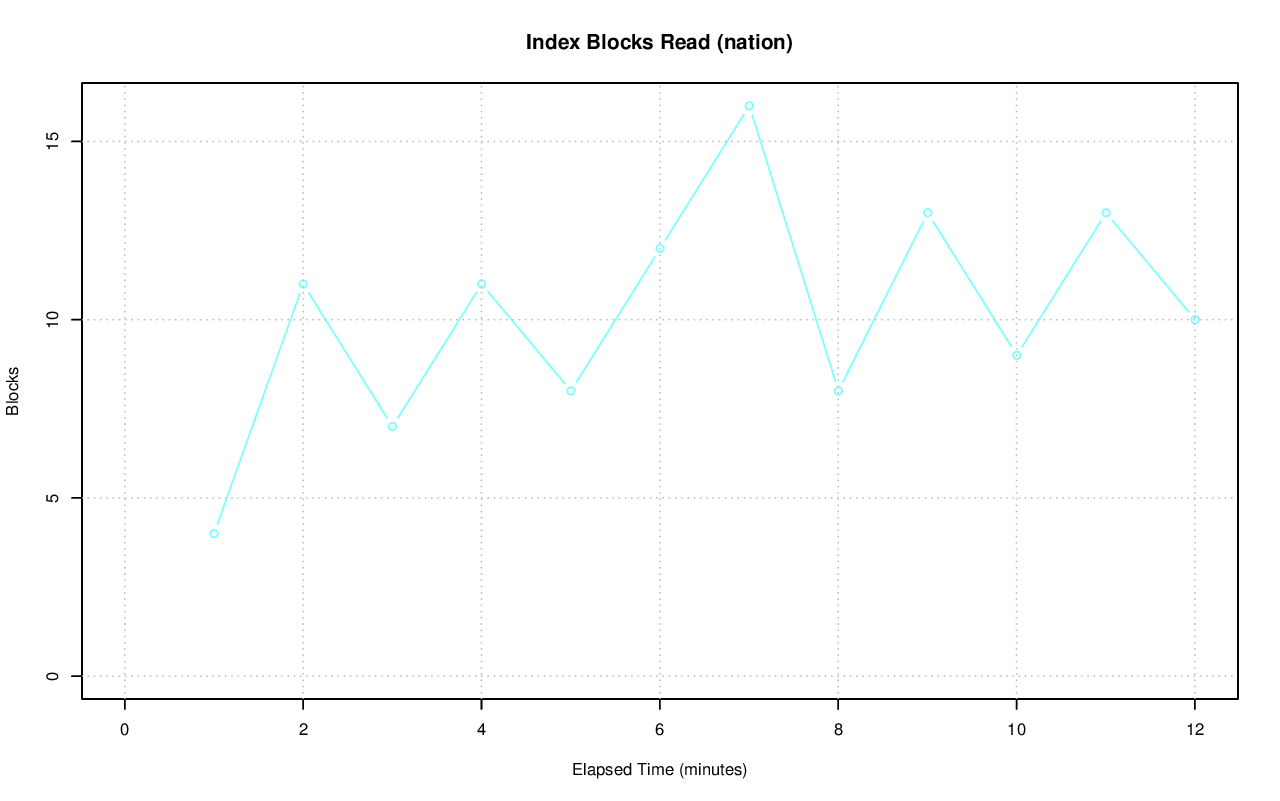 Index Blocks Read (nation)
15
10
5
0
Blocks
0 2 4 6 8 10 12
Elapsed Time (minutes)